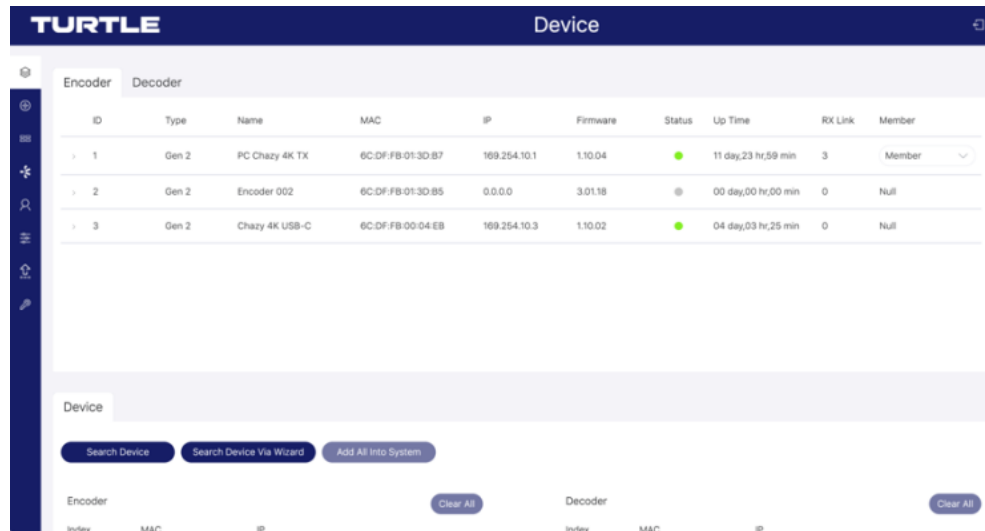 TURTLE Device
Encoder Decoder
ID Type Name MAC IP Firmware Status Up Time RX Link Member
1 Gen 2 PC Chazy 4K TX 6C:DF:FB:01:3D:B7 169.254.10.1 1.10.04 11 day,23 hr,59 min 3 Member
2 Gen 2 Encoder 002 6C:DF:FB:01:3D:B5 0.0.0.0 3.01.18 00 day,00 hr,00 min 0 Null
3 Gen 2 Chazy 4K USB-C 6C:DF:FB:00:04:EB 169.254.10.3 1.10.02 04 day,03 hr,25 min 0 Null
Device
Search Device Search Device Via Wizard Add All Into System
Encoder Clear All Decoder Clear All
Index MAC IP Index MAC IP